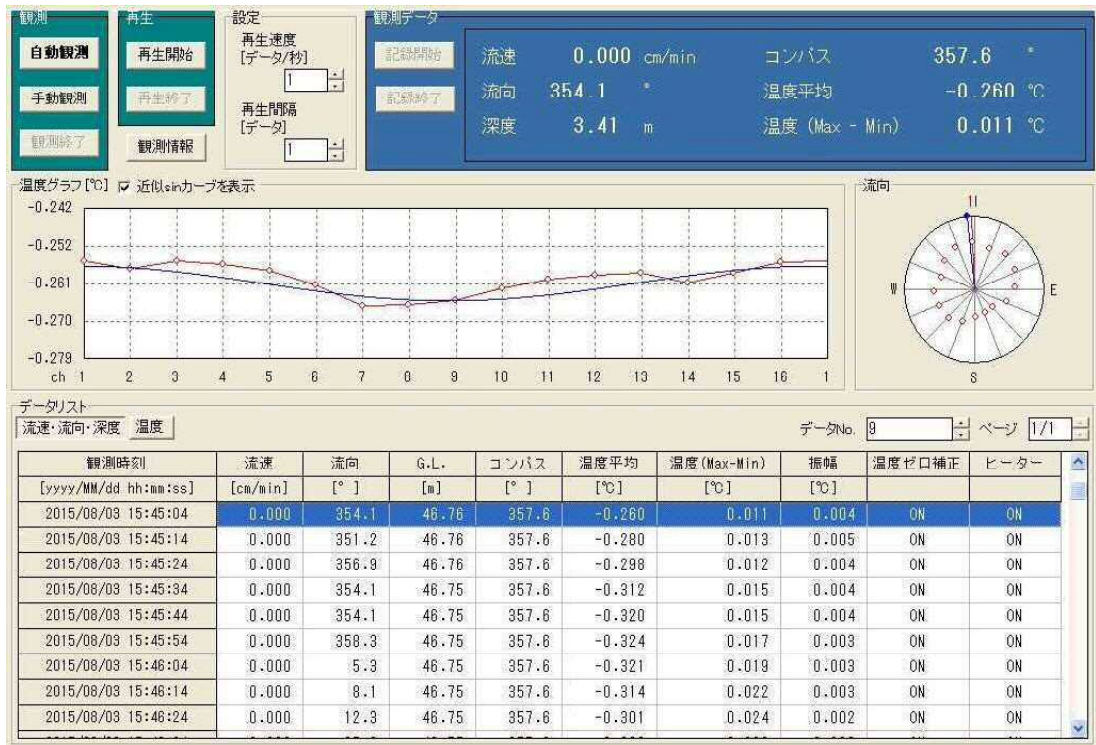 観測
再生
設定
観測データ
自動観測
手動観測
観測終了
再生開始
再生終了
観測情報
再生速度
[データ/秒]
1
再生間隔
[データ]
1
記録開始
記録終了
流速 0.000 cm/min コンパス 357.6 °
流向 354.1 ° 温度平均 -0.260 ℃
深度 3.41 m 温度 (Max - Min) 0.011 ℃
温度グラフ[℃] 近似sinカーブを表示
流向
-0.242
-0.252
-0.261
-0.270
-0.279
ch 1 2 3 4 5 6 7 8 9 10 11 12 13 14 15 16 1
W
E
S
データリスト
流速・流向・深度 温度 データNo. 9 ページ 1/1
観測時刻 流速 流向 G.L. コンパス 温度平均 温度(Max-Min) 振幅 温度ゼロ補正 ヒーター
[yyyy/MM/dd hh:mm:ss] [cm/min] [° ] [m] [° ] [℃] [℃] [℃]
2015/08/03 15:45:04 0.000 354.1 46.76 357.6 -0.260 0.011 0.004 ON ON
2015/08/03 15:45:14 0.000 351.2 46.76 357.6 -0.280 0.013 0.005 ON ON
2015/08/03 15:45:24 0.000 356.9 46.76 357.6 -0.298 0.012 0.004 ON ON
2015/08/03 15:45:34 0.000 354.1 46.75 357.6 -0.312 0.015 0.004 ON ON
2015/08/03 15:45:44 0.000 354.1 46.75 357.6 -0.320 0.015 0.004 ON ON
2015/08/03 15:45:54 0.000 358.3 46.75 357.6 -0.324 0.017 0.003 ON ON
2015/08/03 15:46:04 0.000 5.3 46.75 357.6 -0.321 0.019 0.003 ON ON
2015/08/03 15:46:14 0.000 8.1 46.75 357.6 -0.314 0.022 0.003 ON ON
2015/08/03 15:46:24 0.000 12.3 46.75 357.6 -0.301 0.024 0.002 ON ON